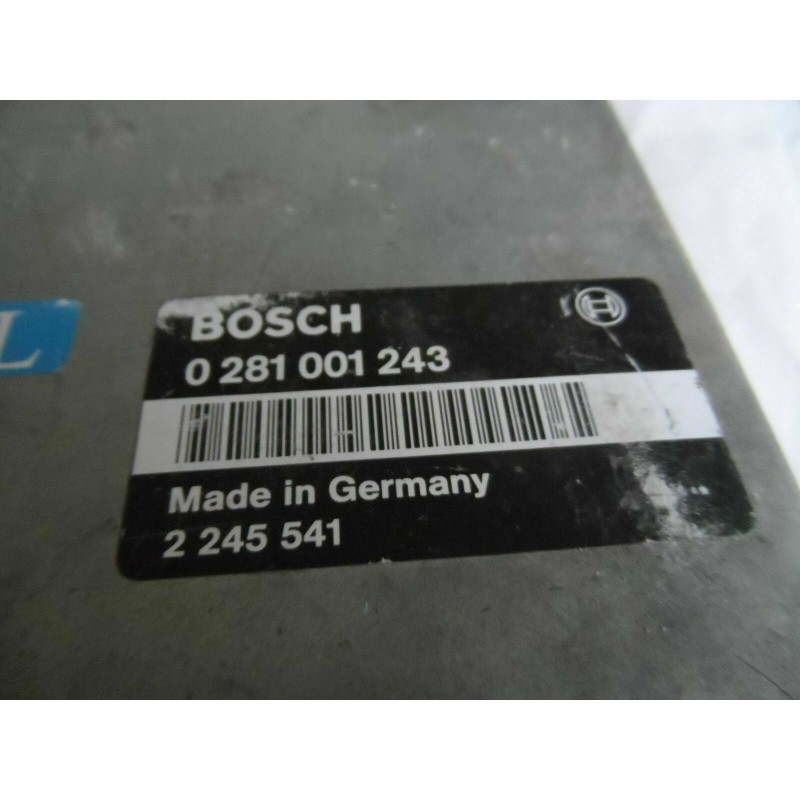 L
BOSCH
0 281 001 243
Made in Germany
2 245 541